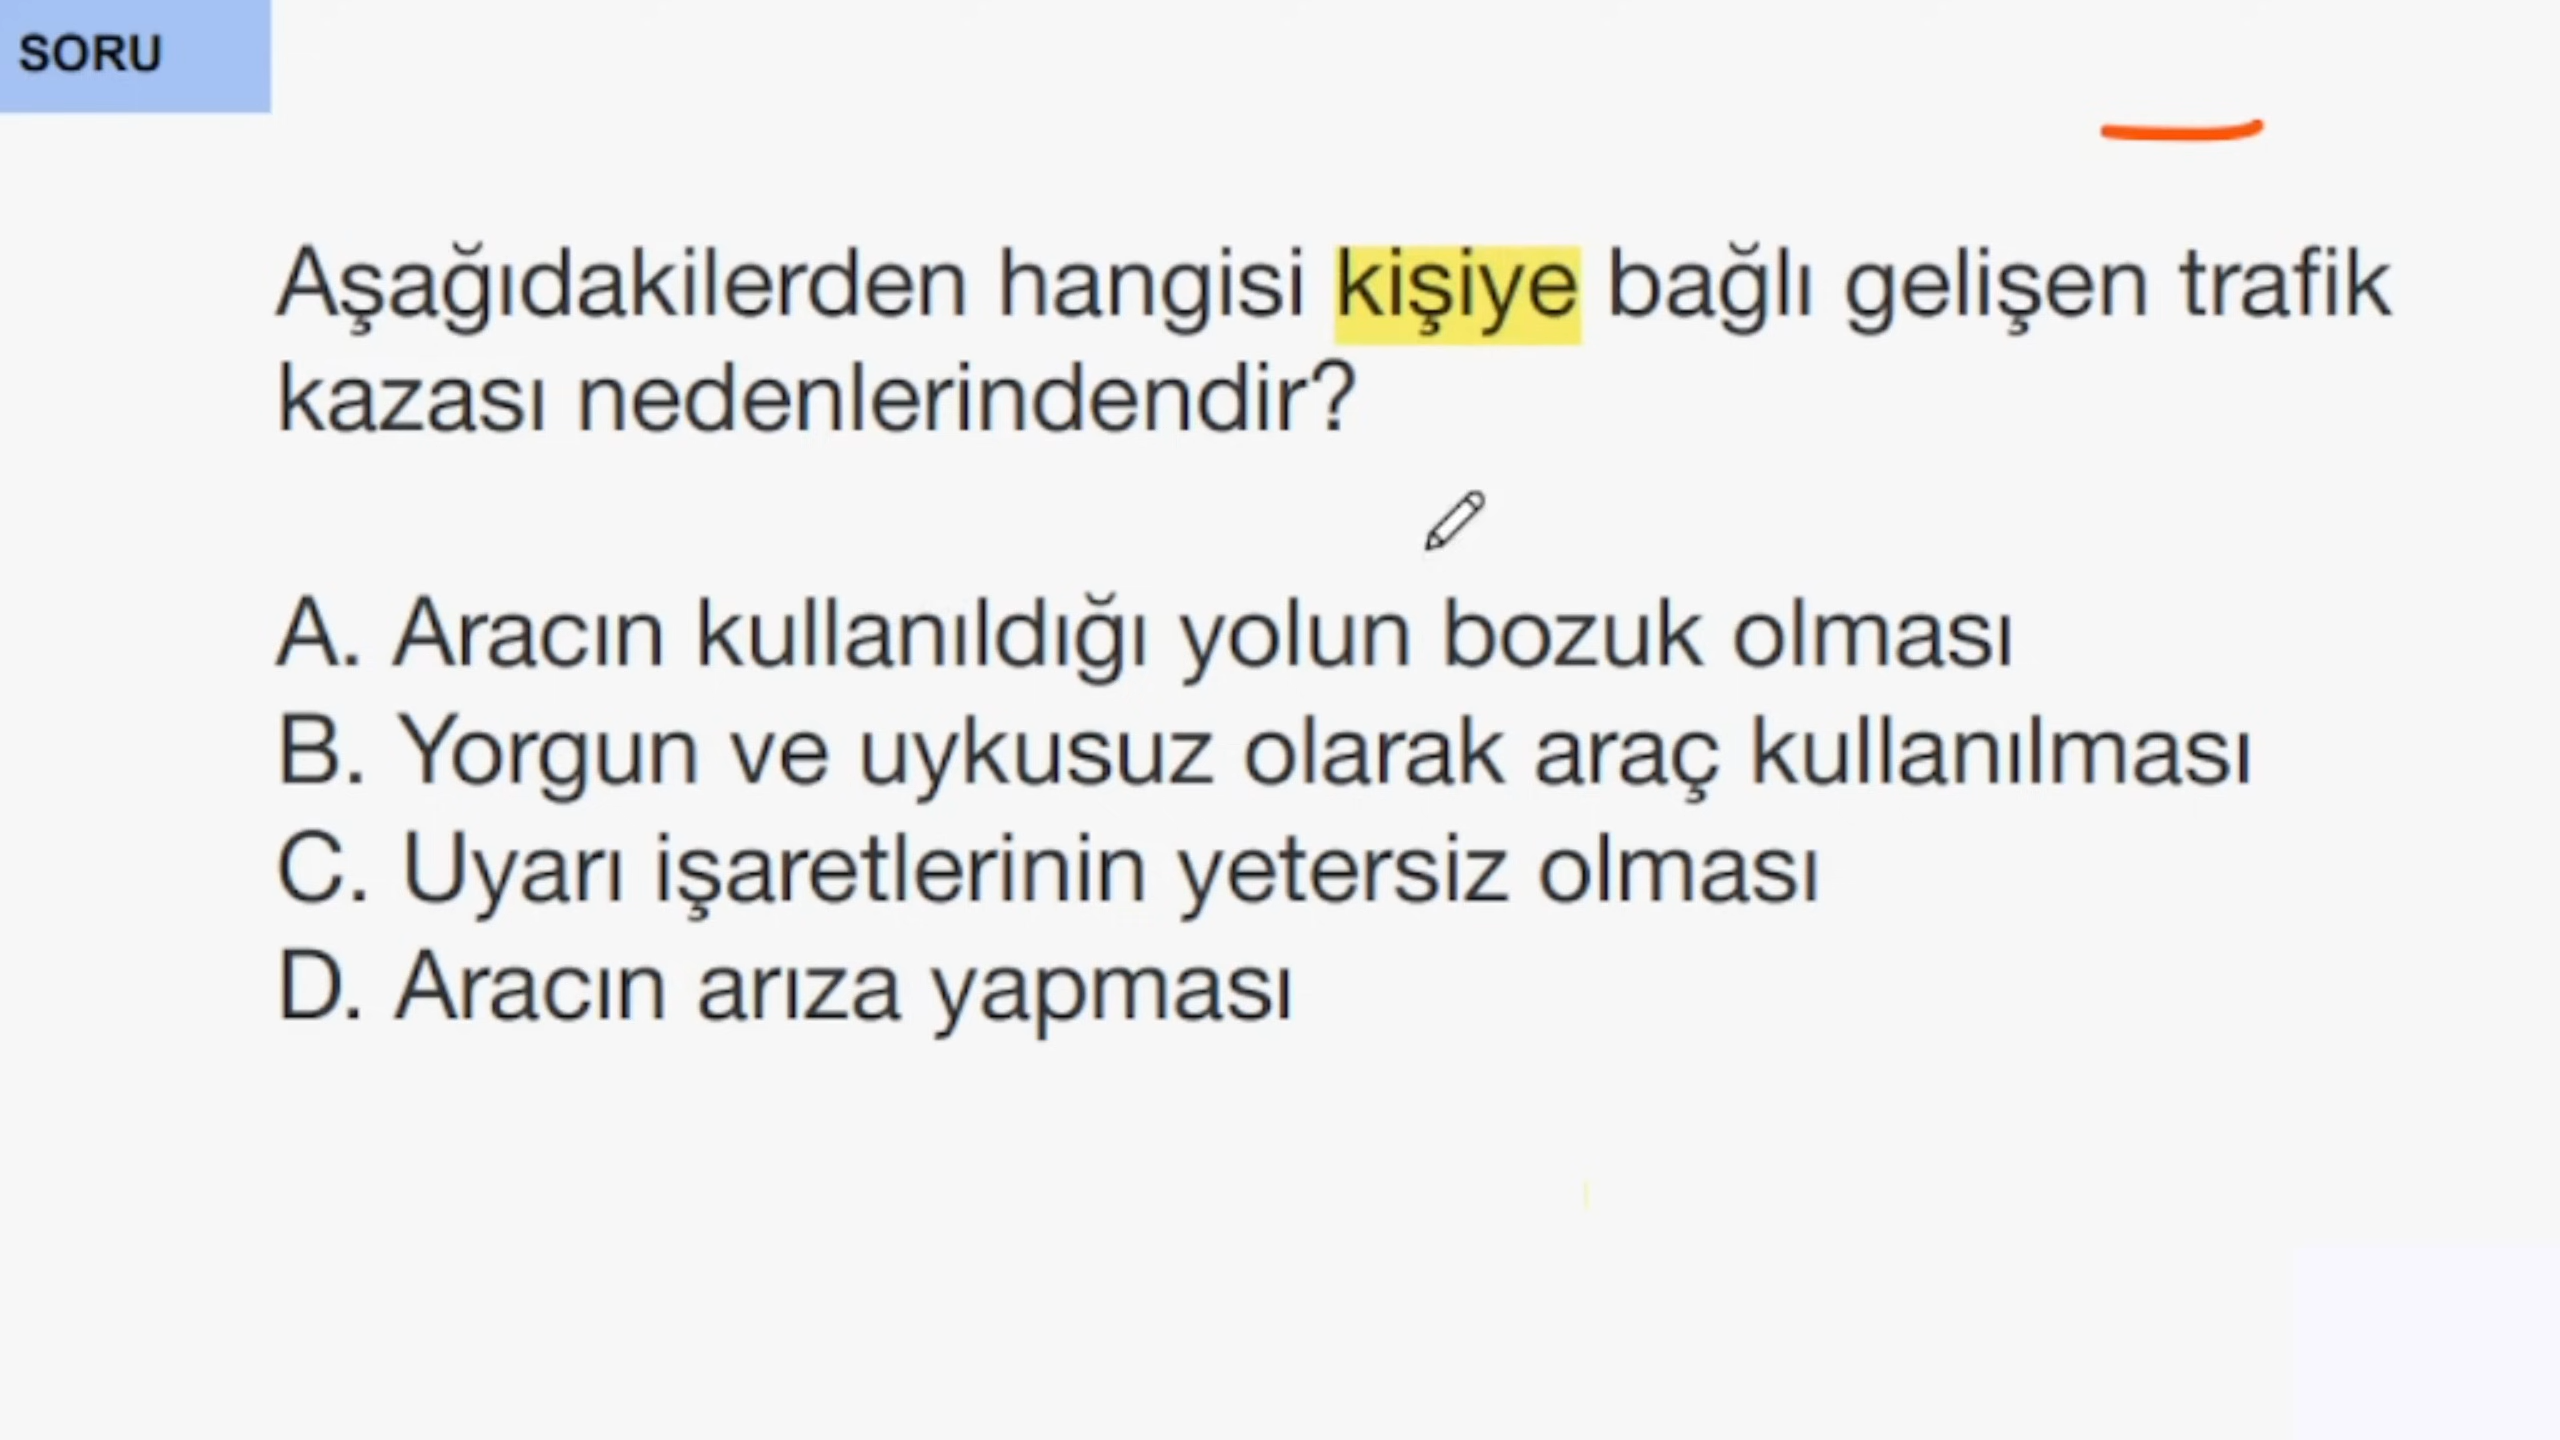 SORU
Aşağıdakilerden hangisi kişiye bağlı gelişen trafik
kazası nedenlerindendir?
A. Aracın kullanıldığı yolun bozuk olması
B. Yorgun ve uykusuz olarak araç kullanılması
C. Uyarı işaretlerinin yetersiz olması
D. Aracın arıza yapması